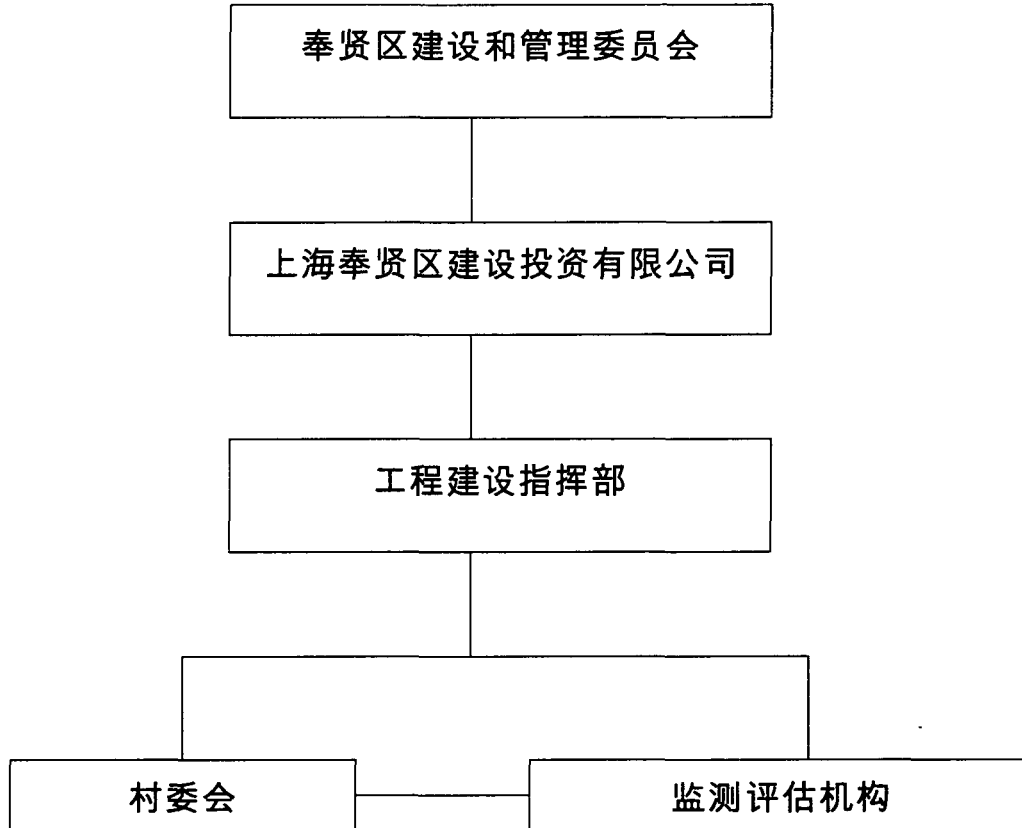 奉贤区建设和管理委员会
上海奉贤区建设投资有限公司
工程建设指挥部
村委会
监测评估机构